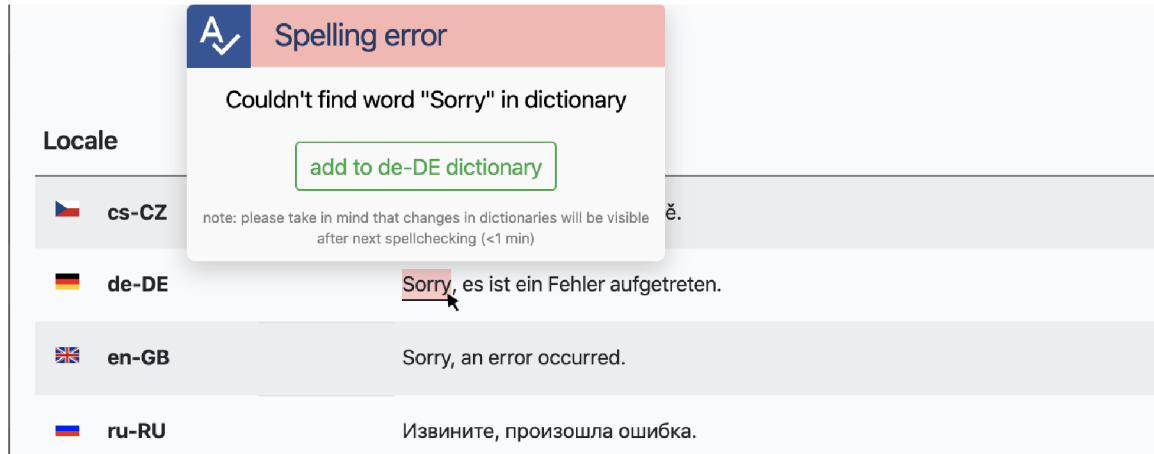 Spelling error
Couldn't find word "Sorry" in dictionary
Locale
add to de-DE dictionary
cs-CZ
note: please take in mind that changes in dictionaries will be visible
after next spellchecking (<1 min)
ě.
de-DE Sorry, es ist ein Fehler aufgetreten.
en-GB Sorry, an error occurred.
ru-RU Извините, произошла ошибка.